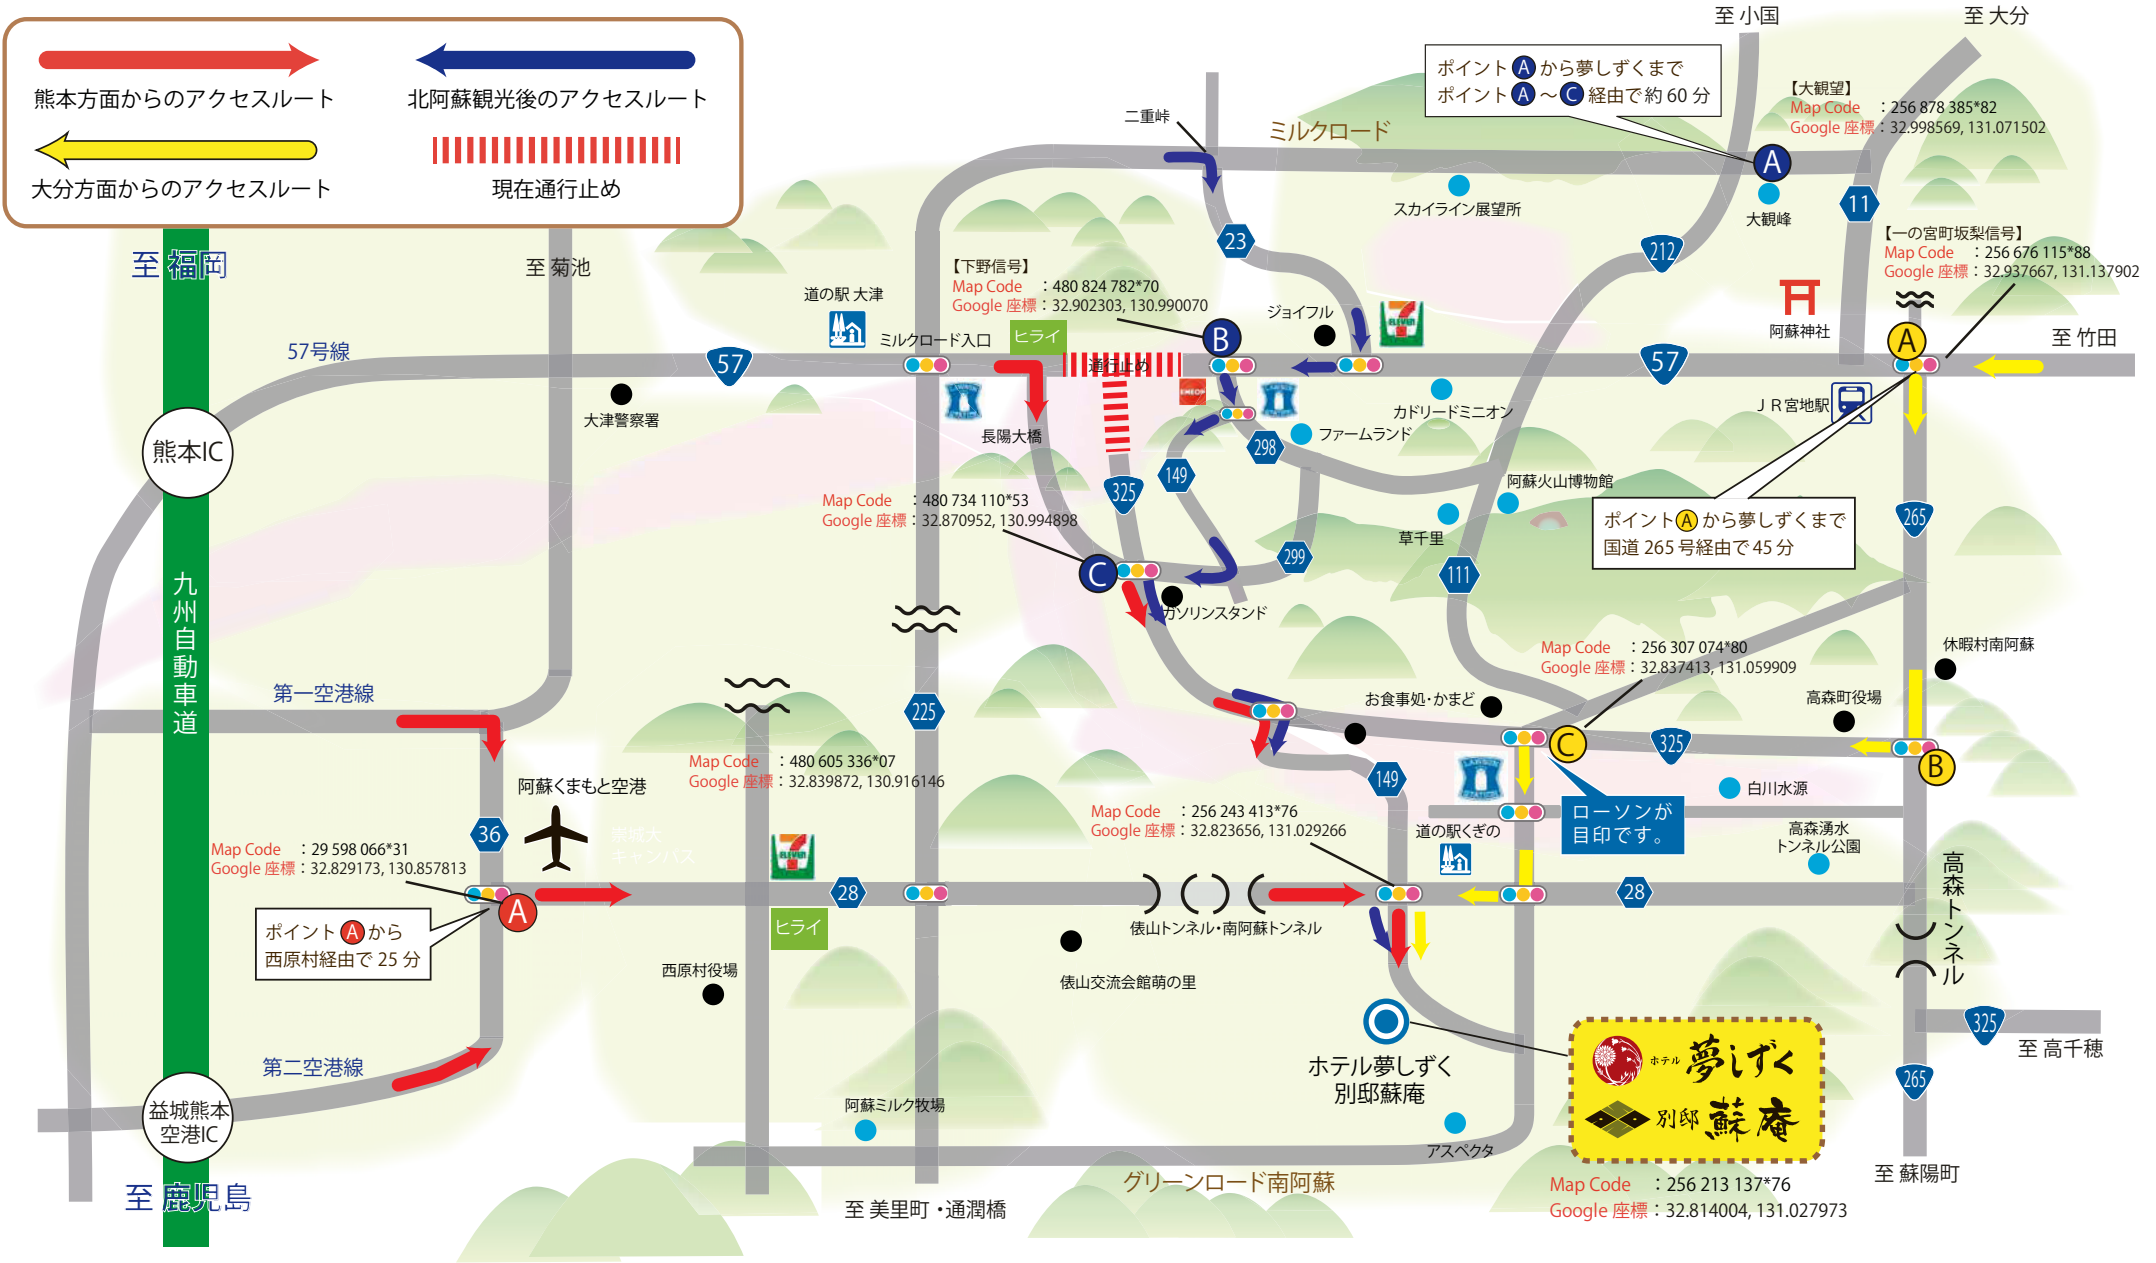 熊本方面からのアクセスルート
北阿蘇観光後のアクセスルート
大分方面からのアクセスルート
現在通行止め
至 小国
至 大分
ポイント A から夢しずくまで
ポイント A ～ C 経由で約 60 分
【大観望】
Map Code ：256 878 385*82
Google 座標：32.998569, 131.071502
二重峠
ミルクロード
A
スカイライン展望所
大観峰
11
23
212
【一の宮町坂梨信号】
Map Code ：256 676 115*88
Google 座標：32.937667, 131.137902
至 福岡
至 菊池
【下野信号】
Map Code ：480 824 782*70
Google 座標：32.902303, 130.990070
道の駅 大津
ミルクロード入口
ヒライ
ジョイフル
7
ELEVEN
阿蘇神社
至 竹田
57号線
57
通行止め
B
57
A
大津警察署
LAWSON
STATION
ENEOS
LAWSON
STATION
カドリードミニオン
ＪＲ宮地駅
長陽大橋
ファームランド
298
熊本IC
149
325
阿蘇火山博物館
草千里
Map Code ：480 734 110*53
Google 座標：32.870952, 130.994898
ポイント A から夢しずくまで
国道 265 号経由で 45 分
265
299
111
C
ガソリンスタンド
九州自動車道
Map Code ：256 307 074*80
Google 座標：32.837413, 131.059909
休暇村南阿蘇
第一空港線
225
お食事処・かまど
高森町役場
C
325
B
Map Code ：480 605 336*07
Google 座標：32.839872, 130.916146
阿蘇くまもと空港
149
LAWSON
STATION
白川水源
ローソンが
目印です。
36
崇城大
キャンパス
Map Code ：256 243 413*76
Google 座標：32.823656, 131.029266
道の駅くぎの
高森湧水
トンネル公園
Map Code ：29 598 066*31
Google 座標：32.829173, 130.857813
7
ELEVEN
28
28
高森トンネル
A
ポイント A から
西原村経由で 25 分
ヒライ
俵山トンネル・南阿蘇トンネル
西原村役場
俵山交流会館萌の里
325
至 高千穂
第二空港線
ホテル夢しずく
別邸蘇庵
ホテル 夢しずく
別邸 蘇庵
265
益城熊本
空港IC
阿蘇ミルク牧場
アスペクタ
至 蘇陽町
至 鹿児島
至 美里町・通潤橋
グリーンロード南阿蘇
Map Code ：256 213 137*76
Google 座標：32.814004, 131.027973